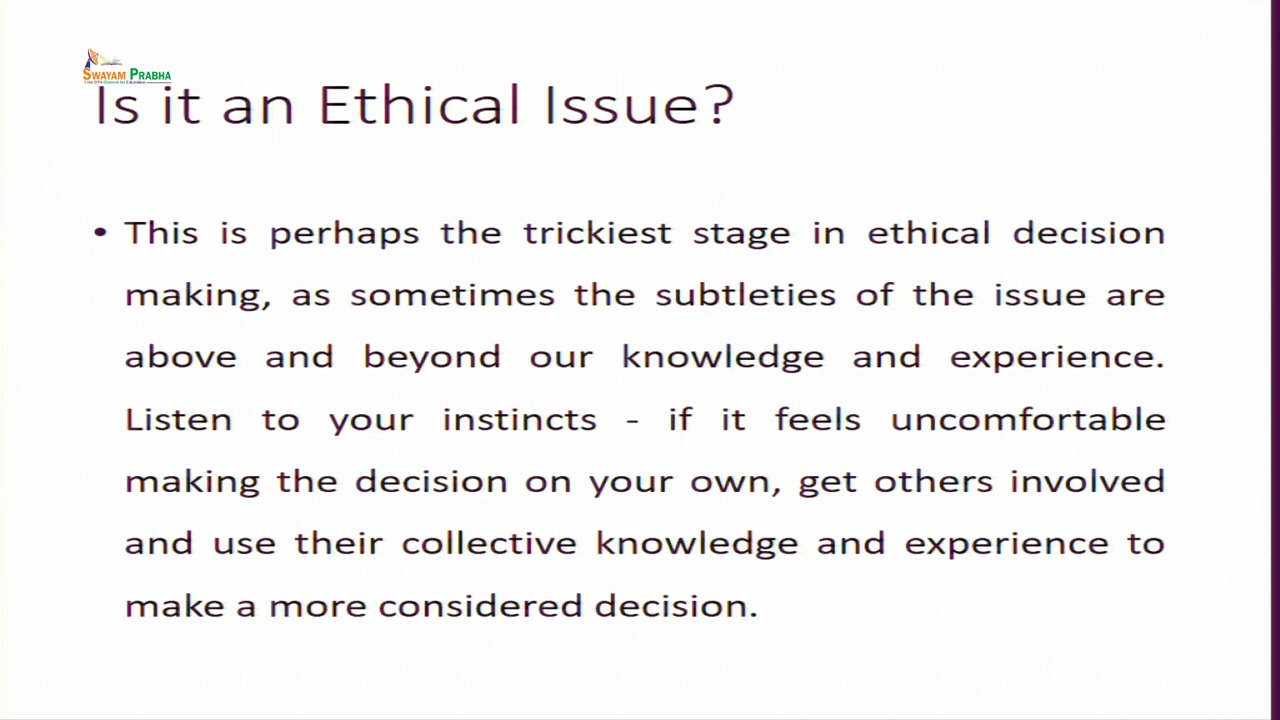 SWAYAM PRABHA
Is it an Ethical Issue?
• This is perhaps the trickiest stage in ethical decision
making, as sometimes the subtleties of the issue are
above and beyond our knowledge and experience.
Listen to your instincts - if it feels uncomfortable
making the decision on your own, get others involved
and use their collective knowledge and experience to
make a more considered decision.